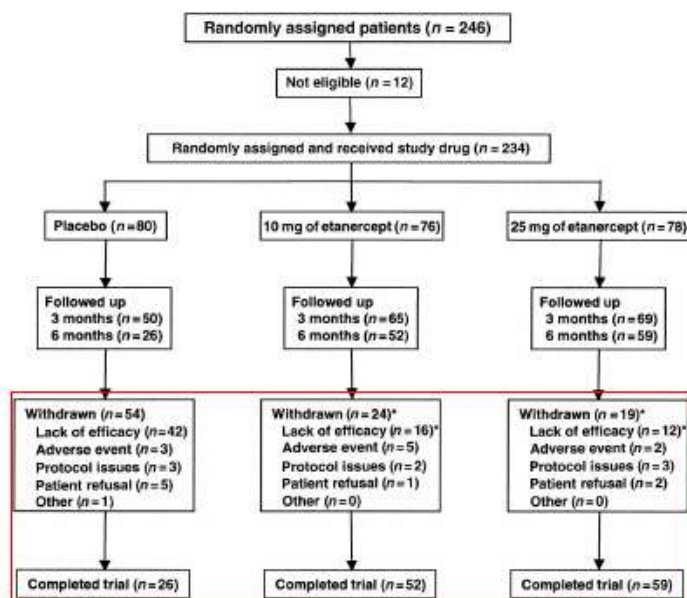 Randomly assigned patients (n = 246)
Not eligible (n = 12)
Randomly assigned and received study drug (n = 234)
Placebo (n = 80)
10 mg of etanercept (n = 76)
25 mg of etanercept (n = 78)
Followed up
3 months (n = 50)
6 months (n = 26)
Followed up
3 months (n = 65)
6 months (n = 52)
Followed up
3 months (n = 69)
6 months (n = 59)
Withdrawn (n = 54)
Lack of efficacy (n = 42)
Adverse event (n = 3)
Protocol issues (n = 3)
Patient refusal (n = 5)
Other (n = 1)
Withdrawn (n = 24)*
Lack of efficacy (n = 16)*
Adverse event (n = 5)
Protocol issues (n = 2)
Patient refusal (n = 1)
Other (n = 0)
Withdrawn (n = 19)*
Lack of efficacy (n = 12)*
Adverse event (n = 2)
Protocol issues (n = 3)
Patient refusal (n = 2)
Other (n = 0)
Completed trial (n = 26)
Completed trial (n = 52)
Completed trial (n = 59)